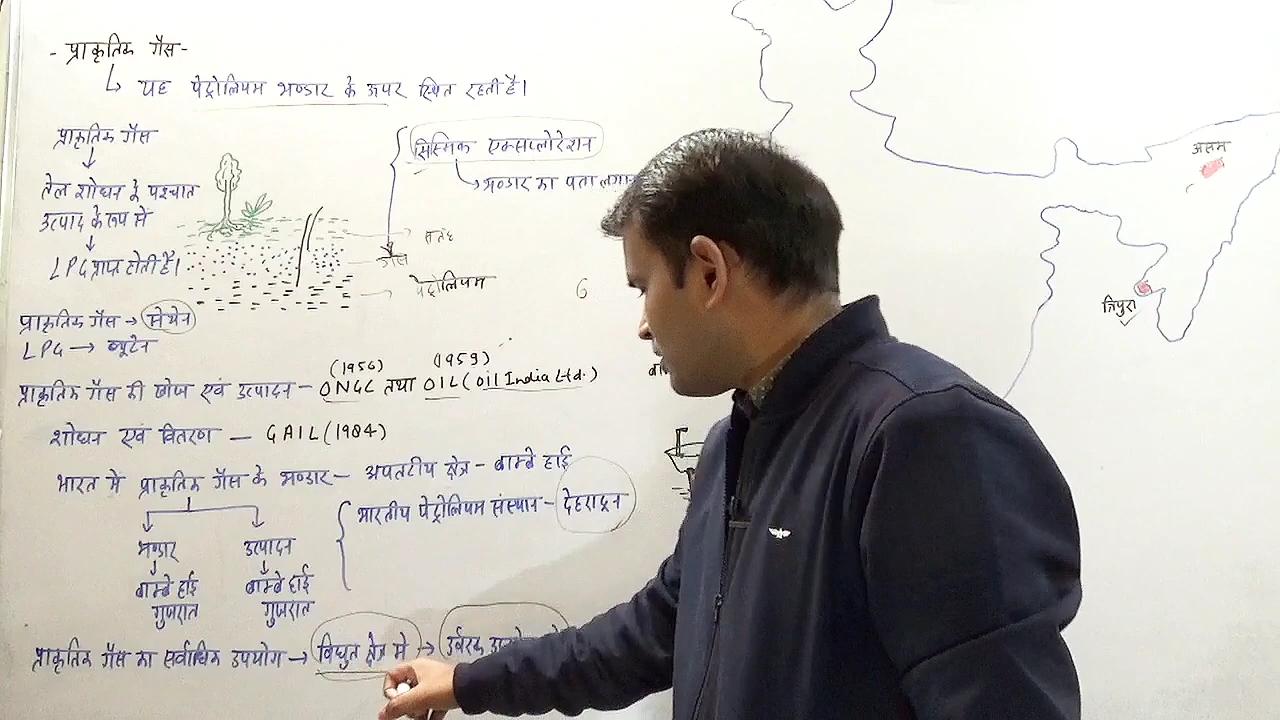 - प्राकृतिक गैस -
↳ यह पेट्रोलियम भण्डार के ऊपर स्थित रहती है।
प्राकृतिक गैस
तेल शोधन के पश्चात
उत्पाद के रूप में
LPG प्राप्त होती है।
सिस्मिक एक्सप्लोरेशन
भण्डार का पता लगाना
सतह
गैस
पेट्रोलियम
प्राकृतिक गैस → मेथेन
LPG → ब्यूटेन
(1956) (1959)
प्राकृतिक गैस की खोज एवं उत्पादन - ONGC तथा OIL (Oil India Ltd.)
शोधन एवं वितरण - GAIL (1984)
भारत में प्राकृतिक गैस के भण्डार - अपतटीय क्षेत्र - बाम्बे हाई
भारतीय पेट्रोलियम संस्थान - देहरादून
भण्डार उत्पादन
बाम्बे हाई बाम्बे हाई
गुजरात गुजरात
प्राकृतिक गैस का सर्वाधिक उपयोग → विद्युत क्षेत्र में → उर्वरक
असम
त्रिपुरा